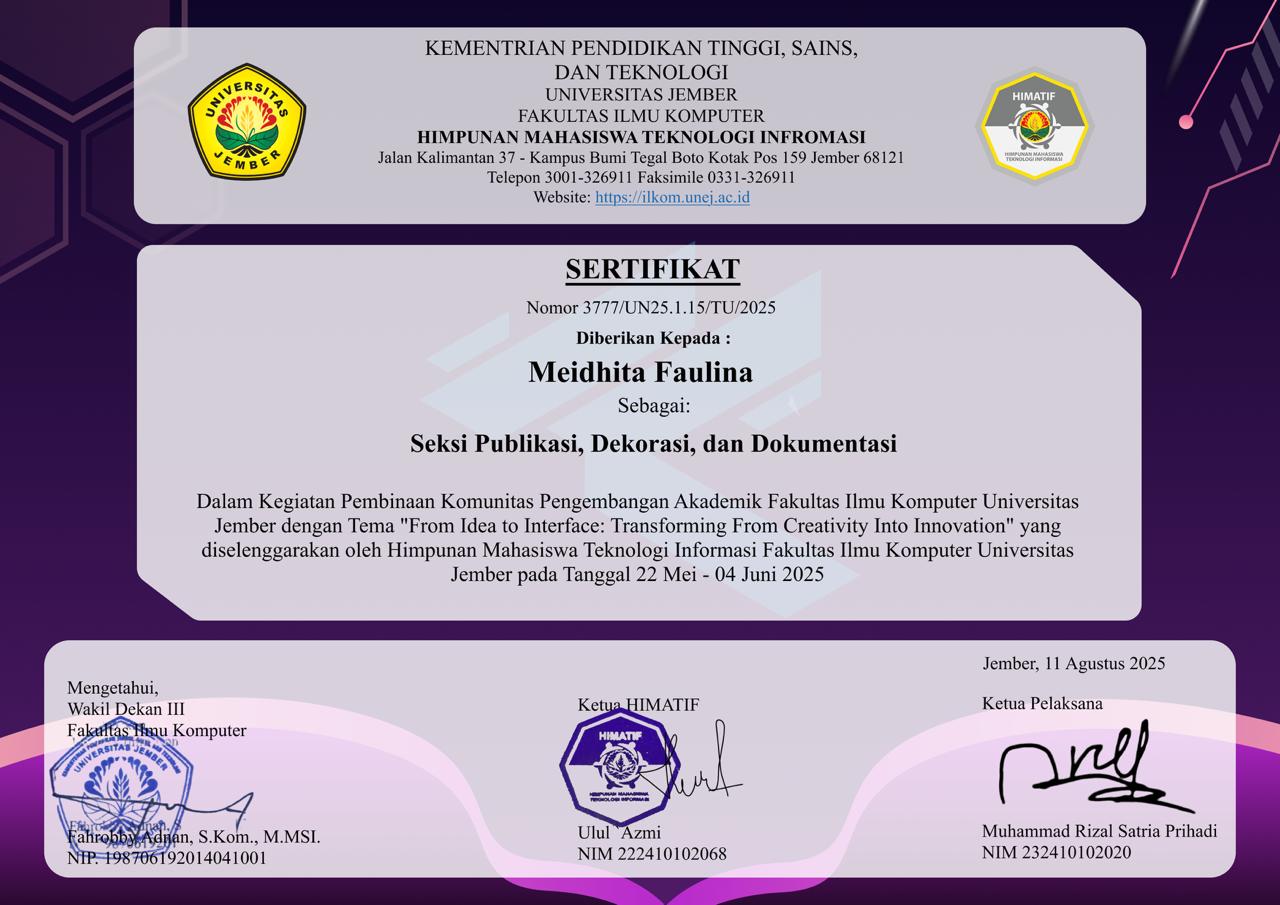 KEMENTRIAN PENDIDIKAN TINGGI, SAINS,
DAN TEKNOLOGI
UNIVERSITAS JEMBER
FAKULTAS ILMU KOMPUTER
HIMPUNAN MAHASISWA TEKNOLOGI INFROMASI
Jalan Kalimantan 37 - Kampus Bumi Tegal Boto Kotak Pos 159 Jember 68121
Telepon 3001-326911 Faksimile 0331-326911
Website: https://ilkom.unej.ac.id
UNIVERSITAS
JEMBER
HIMATIF
HIMPUNAN MAHASISWA
TEKNOLOGI INFORMASI
SERTIFIKAT
Nomor 3777/UN25.1.15/TU/2025
Diberikan Kepada :
Meidhita Faulina
Sebagai:
Seksi Publikasi, Dekorasi, dan Dokumentasi
Dalam Kegiatan Pembinaan Komunitas Pengembangan Akademik Fakultas Ilmu Komputer Universitas
Jember dengan Tema "From Idea to Interface: Transforming From Creativity Into Innovation" yang
diselenggarakan oleh Himpunan Mahasiswa Teknologi Informasi Fakultas Ilmu Komputer Universitas
Jember pada Tanggal 22 Mei - 04 Juni 2025
Mengetahui,
Wakil Dekan III
Fakultas Ilmu Komputer
UNIVERSITAS JEMBER
Fahrobby Adnan, S.Kom., M.MSI.
NIP. 198706192014041001
Ketua HIMATIF
HIMATIF
HIMPUNAN MAHASISWA
TEKNOLOGI INFORMASI
Ulul `Azmi
NIM 222410102068
Jember, 11 Agustus 2025
Ketua Pelaksana
Muhammad Rizal Satria Prihadi
NIM 232410102020